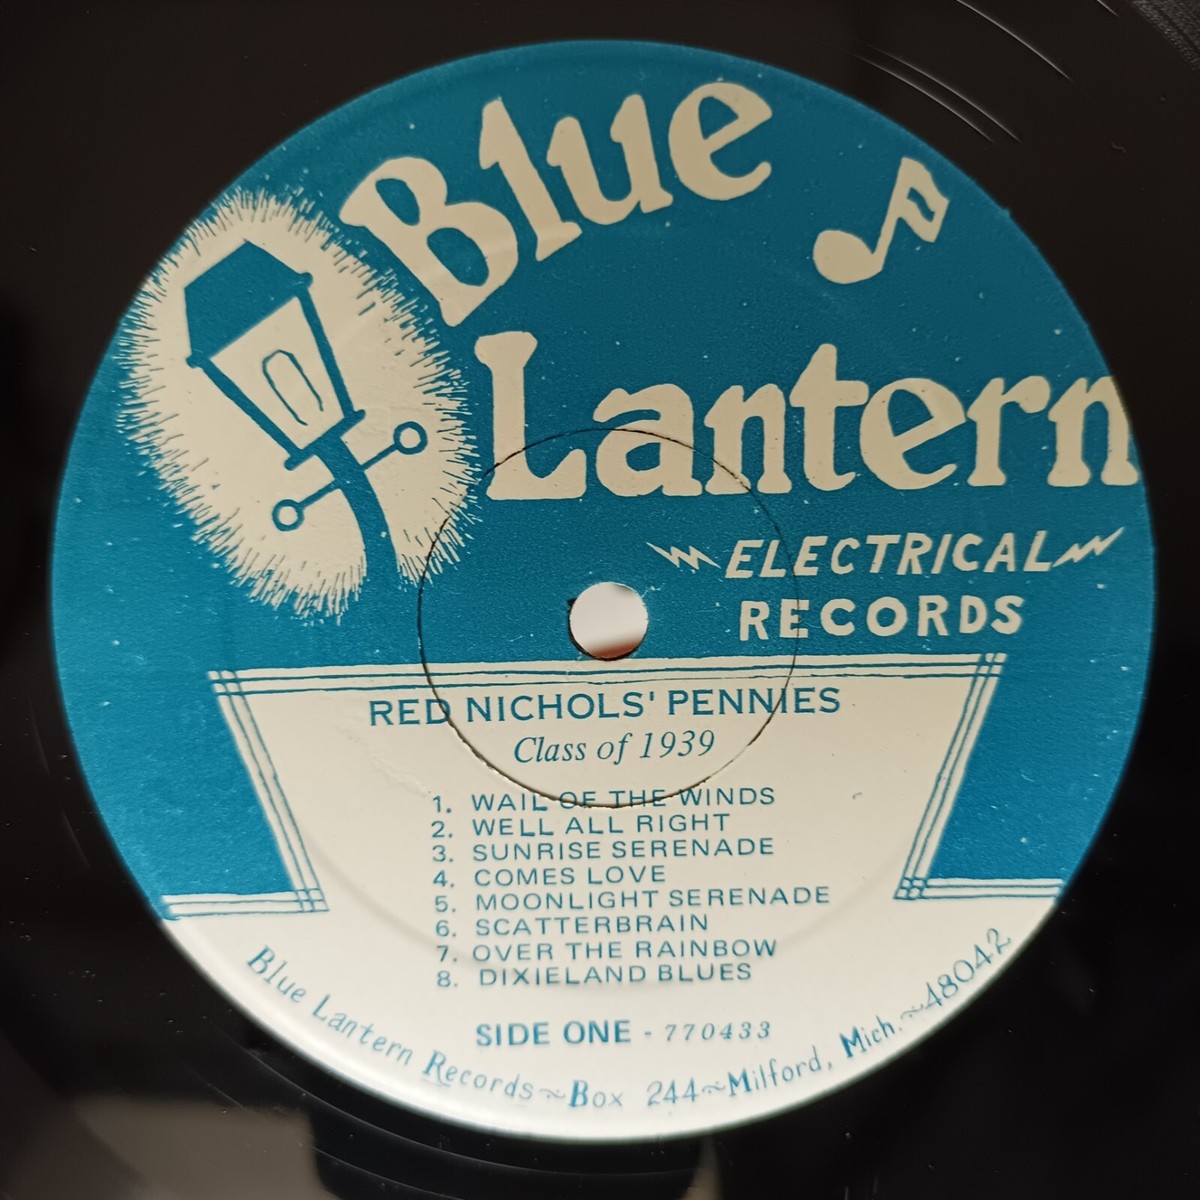 Blue
Lantern
ELECTRICAL
RECORDS
RED NICHOLS' PENNIES
Class of 1939
1. WAIL OF THE WINDS
2. WELL ALL RIGHT
3. SUNRISE SERENADE
4. COMES LOVE
5. MOONLIGHT SERENADE
6. SCATTERBRAIN
7. OVER THE RAINBOW
8. DIXIELAND BLUES
SIDE ONE - 770433
Blue Lantern Records~Box 244~Milford, Mich.~48042